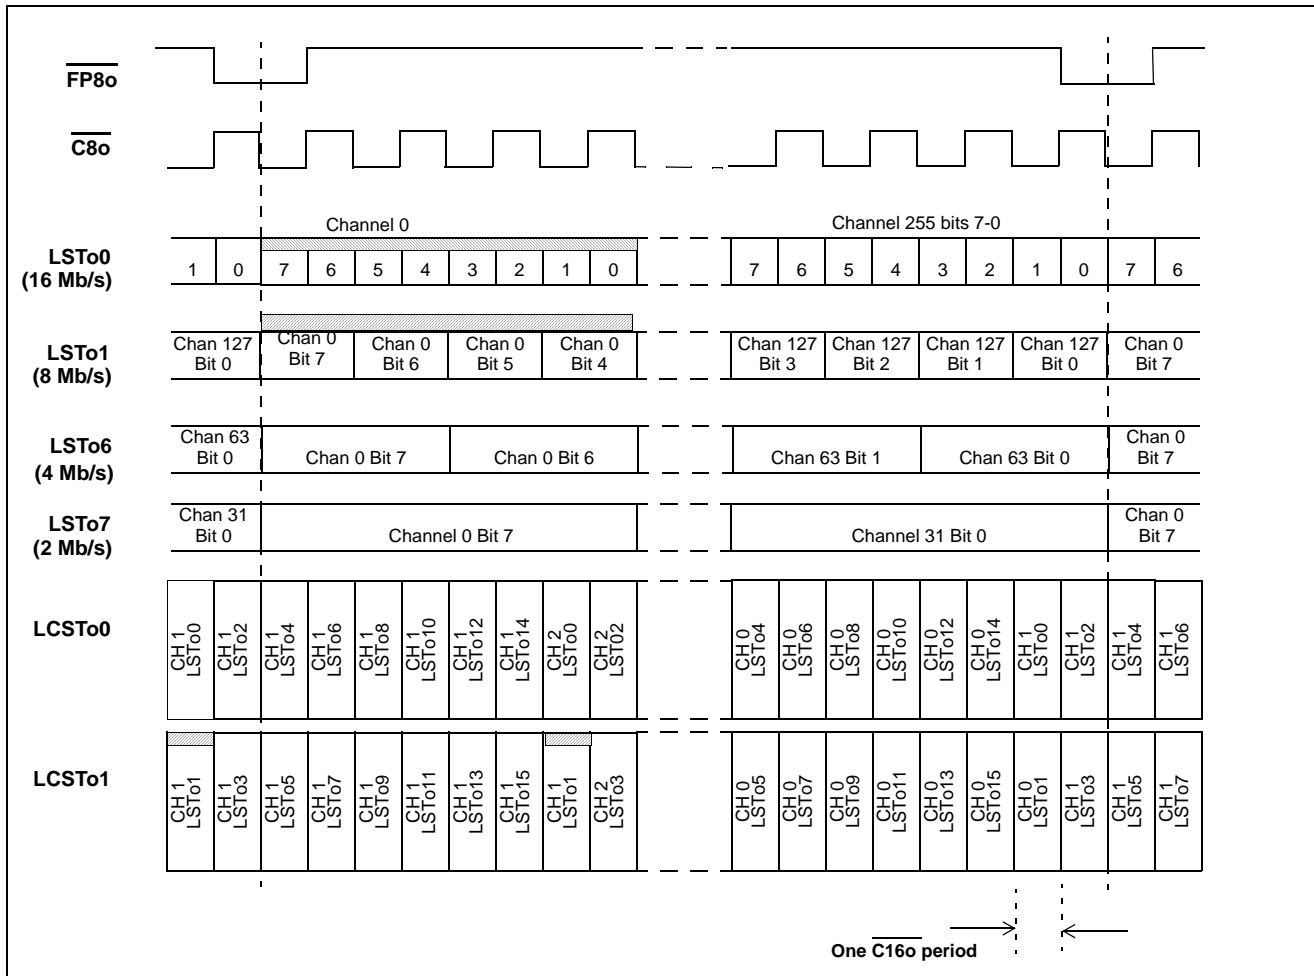 FP8o
C8o
Channel 0
Channel 255 bits 7-0
LSTo0
(16 Mb/s)
1 0 7 6 5 4 3 2 1 0 7 6 5 4 3 2 1 0 7 6
LSTo1
(8 Mb/s)
Chan 127
Bit 0
Chan 0
Bit 7
Chan 0
Bit 6
Chan 0
Bit 5
Chan 0
Bit 4
Chan 127
Bit 3
Chan 127
Bit 2
Chan 127
Bit 1
Chan 127
Bit 0
Chan 0
Bit 7
LSTo6
(4 Mb/s)
Chan 63
Bit 0
Chan 0 Bit 7
Chan 0 Bit 6
Chan 63 Bit 1
Chan 63 Bit 0
Chan 0
Bit 7
LSTo7
(2 Mb/s)
Chan 31
Bit 0
Channel 0 Bit 7
Channel 31 Bit 0
Chan 0
Bit 7
LCSTo0
CH 1
LSTo0
CH 1
LSTo2
CH 1
LSTo4
CH 1
LSTo6
CH 1
LSTo8
CH 1
LSTo10
CH 1
LSTo12
CH 1
LSTo14
CH 2
LSTo0
CH 2
LSTo2
CH 0
LSTo4
CH 0
LSTo6
CH 0
LSTo8
CH 0
LSTo10
CH 0
LSTo12
CH 0
LSTo14
CH 1
LSTo0
CH 1
LSTo2
CH 1
LSTo4
CH 1
LSTo6
LCSTo1
CH 1
LSTo1
CH 1
LSTo3
CH 1
LSTo5
CH 1
LSTo7
CH 1
LSTo9
CH 1
LSTo11
CH 1
LSTo13
CH 1
LSTo15
CH 1
LSTo1
CH 2
LSTo3
CH 0
LSTo5
CH 0
LSTo7
CH 0
LSTo9
CH 0
LSTo11
CH 0
LSTo13
CH 0
LSTo15
CH 0
LSTo1
CH 1
LSTo3
CH 1
LSTo5
CH 1
LSTo7
One C16o period